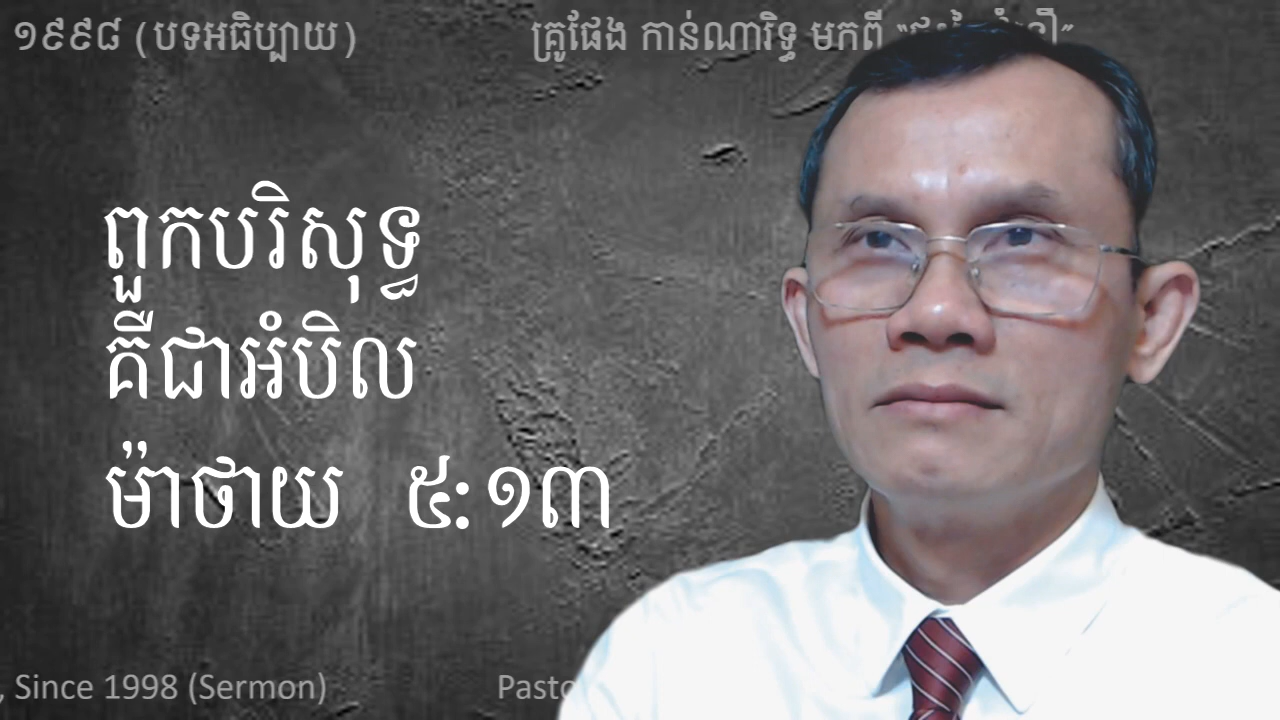 ១៩៩៨ (បទអធិប្បាយ)
គ្រូផែង កាន់ណារិទ្ធ មកពី
ពួកបរិសុទ្ធ
គឺជាអំបិល
ម៉ាថាយ ៥:១៣
, Since 1998 (Sermon)